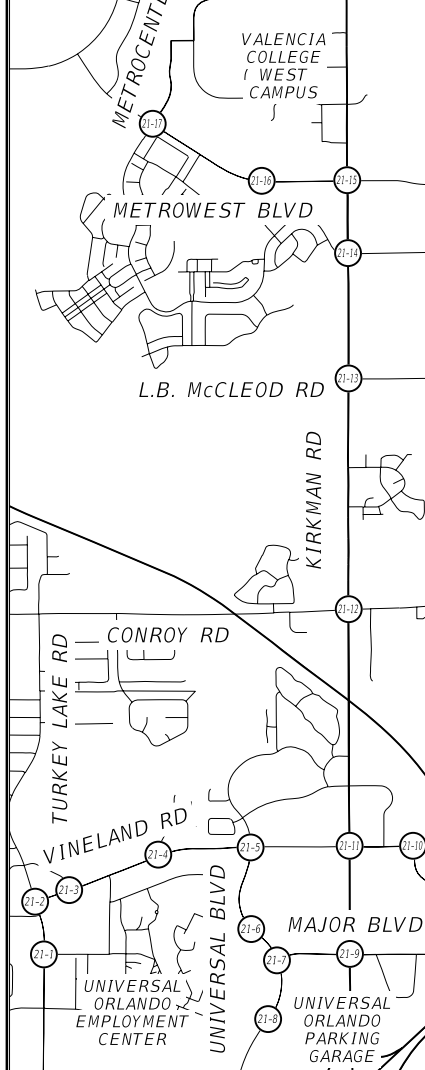 METROCENT
VALENCIA
COLLEGE
WEST
CAMPUS
21-17
21-16
21-15
METROWEST BLVD
21-14
21-13
L.B. McCLEOD RD
KIRKMAN RD
21-12
CONROY RD
TURKEY LAKE RD
VINELAND RD
21-4
21-5
21-11
21-10
21-3
21-2
UNIVERSAL BLVD
21-6
MAJOR BLVD
21-1
21-7
21-9
UNIVERSAL
ORLANDO
EMPLOYMENT
CENTER
21-8
UNIVERSAL
ORLANDO
PARKING
GARAGE